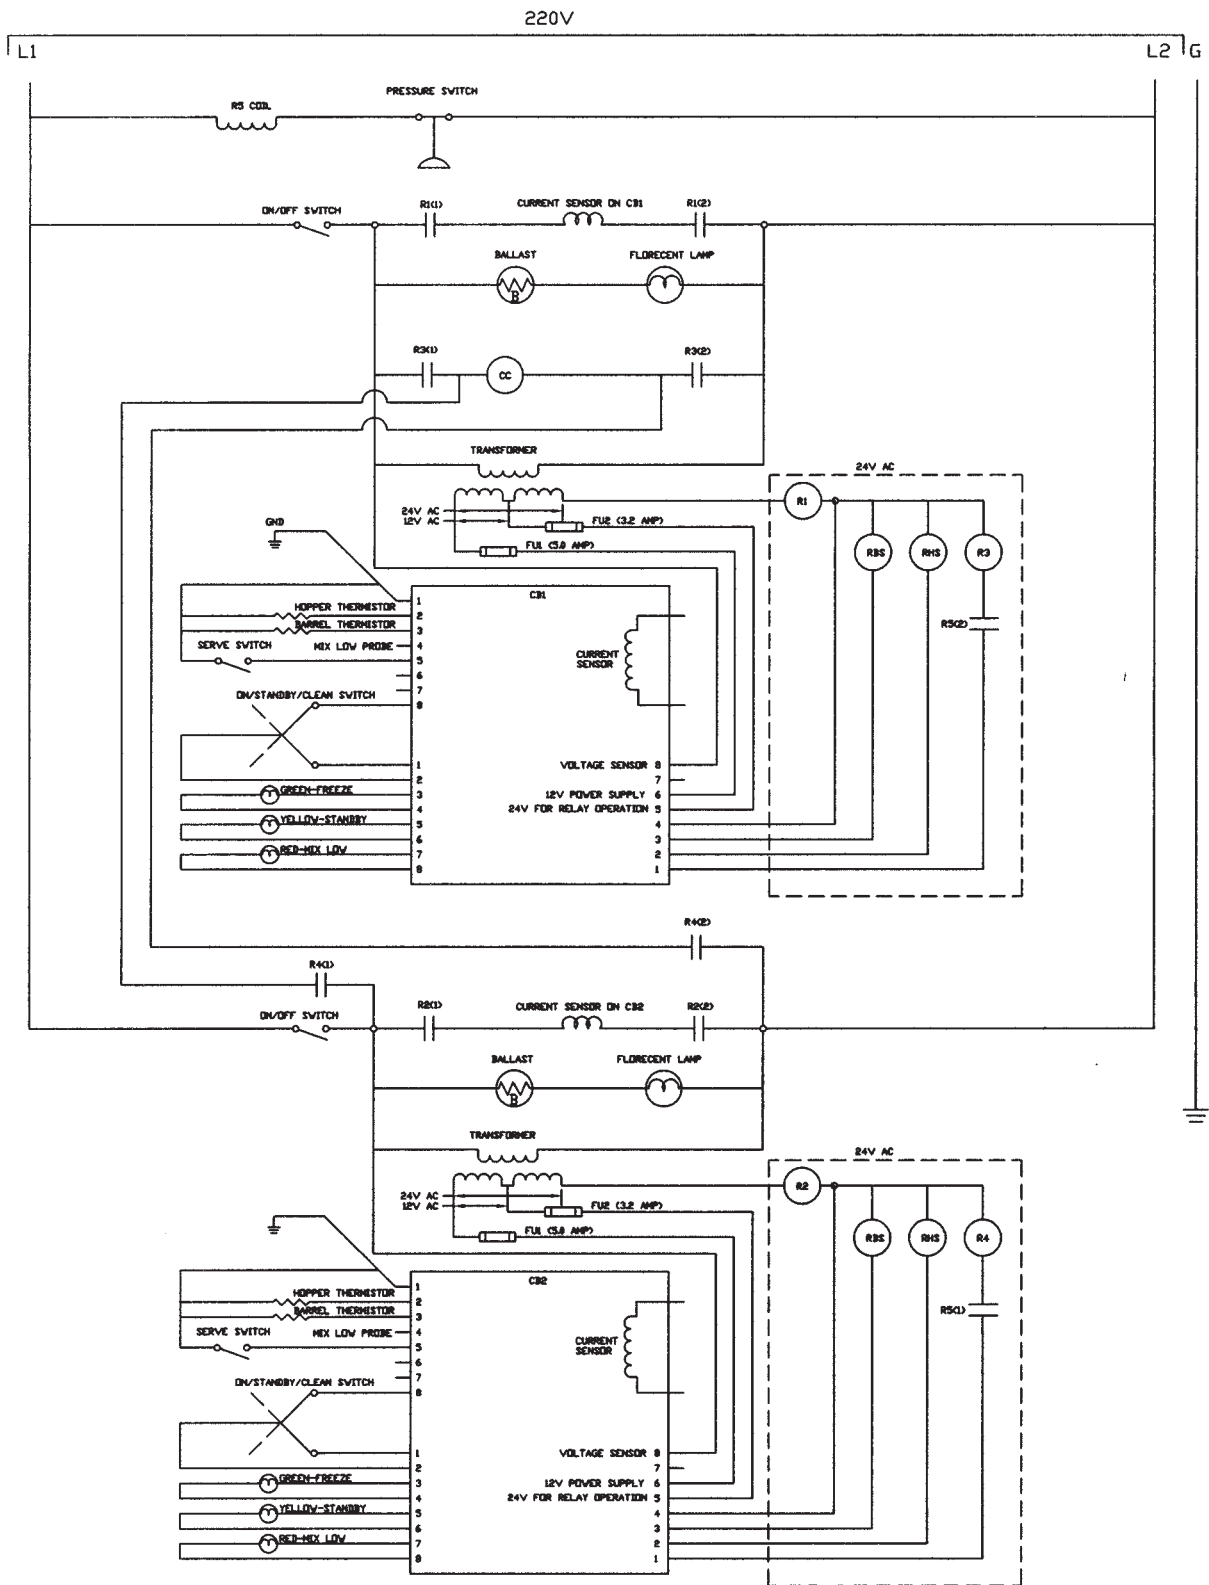 220V
L1 L2 G
PRESSURE SWITCH
R5 COIL
ON/OFF SWITCH R1(1) CURRENT SENSOR ON CB1 R1(2)
BALLAST FLORECENT LAMP
B
R3(1) CC R3(2)
TRANSFORMER
24V AC
R1
24V AC
12V AC
FU2 (3.2 AMP)
FU1 (5.0 AMP)
GND
RBS RHS R3
R5(2)
CB1
1
HOPPER THERMISTOR 2
BARREL THERMISTOR 3
MIX LOW PROBE 4
SERVE SWITCH 5
6
7
ON/STANDBY/CLEAN SWITCH 8
CURRENT
SENSOR
1 VOLTAGE SENSOR 8
2 7
GREEN-FREEZE 3 12V POWER SUPPLY 6
4 24V FOR RELAY OPERATION 5
YELLOW-STANDBY 5 4
6 3
RED-MIX LOW 7 2
8 1
R4(2)
R4(1)
ON/OFF SWITCH R2(1) CURRENT SENSOR ON CB2 R2(2)
BALLAST FLORECENT LAMP
B
TRANSFORMER
24V AC
R2
24V AC
12V AC
FU2 (3.2 AMP)
FU1 (5.0 AMP)
RBS RHS R4
R5(1)
CB2
1
HOPPER THERMISTOR 2
BARREL THERMISTOR 3
MIX LOW PROBE 4
SERVE SWITCH 5
6
7
ON/STANDBY/CLEAN SWITCH 8
CURRENT
SENSOR
1 VOLTAGE SENSOR 8
2 7
GREEN-FREEZE 3 12V POWER SUPPLY 6
4 24V FOR RELAY OPERATION 5
YELLOW-STANDBY 5 4
6 3
RED-MIX LOW 7 2
8 1